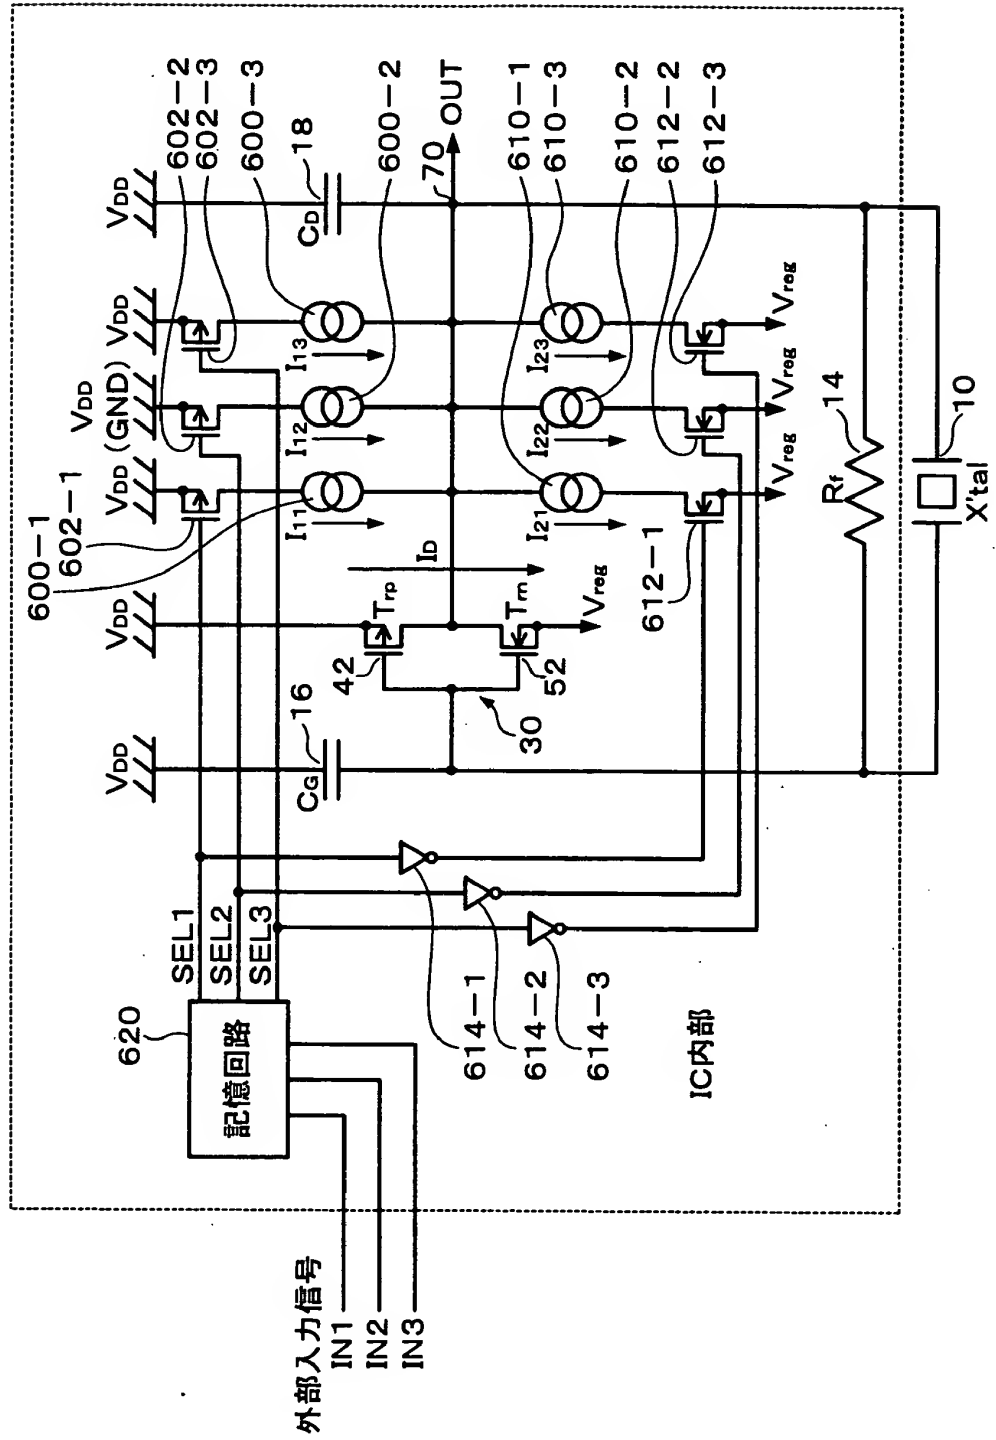 外部入力信号
IN1
IN2
IN3
620
記憶回路
SEL1
SEL2
SEL3
614−1
614−2
614−3
IC内部
VDD
CG
16
30
VDD
42
Trp
52
Trn
Vreg
ID
600−1
602−1
VDD
VDD
(GND)
VDD
VDD
I11
I12
I13
I21
I22
I23
612−1
Vreg
Vreg
Vreg
CD
18
70
OUT
602−2
602−3
600−3
600−2
610−1
610−3
610−2
612−2
612−3
Rf
14
10
X'tal